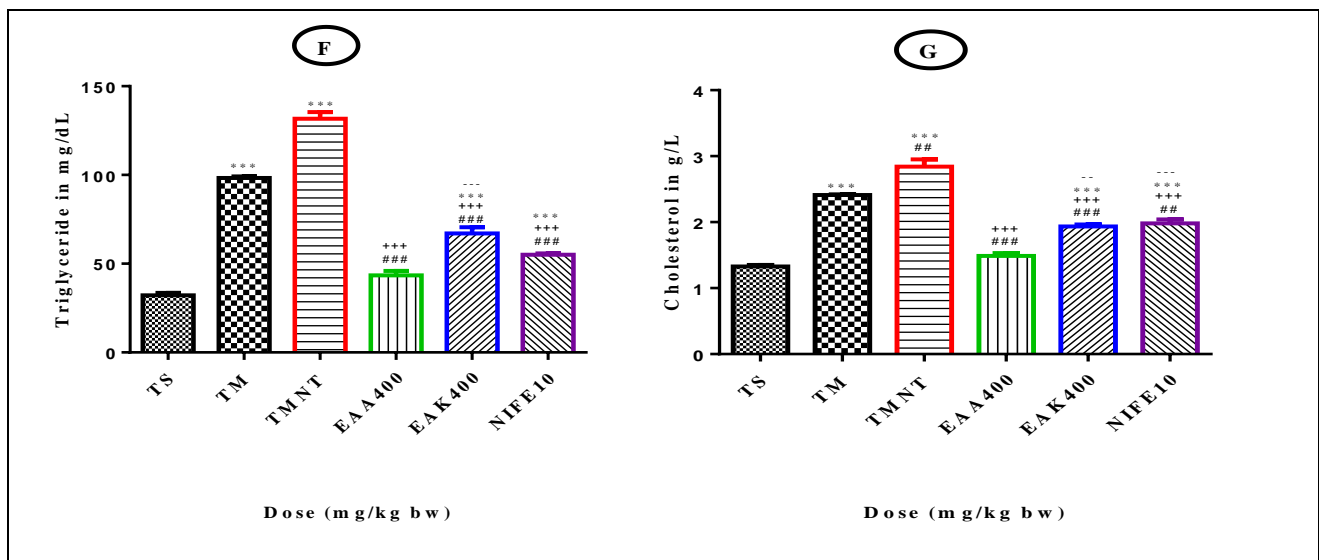 F
Triglyceride in mg/dL
150
100
50
0
***
***
+++
###
---
***
+++
###
***
+++
###
TS
TM
TMNT
EAA400
EAK400
NIFE10
Dose (mg/kg bw)
G
Cholesterol in g/L
4
3
2
1
0
***
***
##
+++
###
--
***
+++
###
---
***
+++
##
TS
TM
TMNT
EAA400
EAK400
NIFE10
Dose (mg/kg bw)